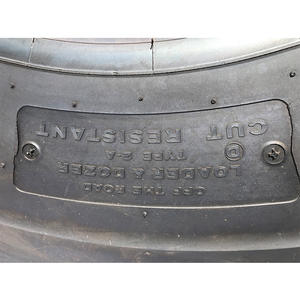 OFF THE ROAD
LOADER & DOZER
TYPE 2-A
D
CUT RESISTANT